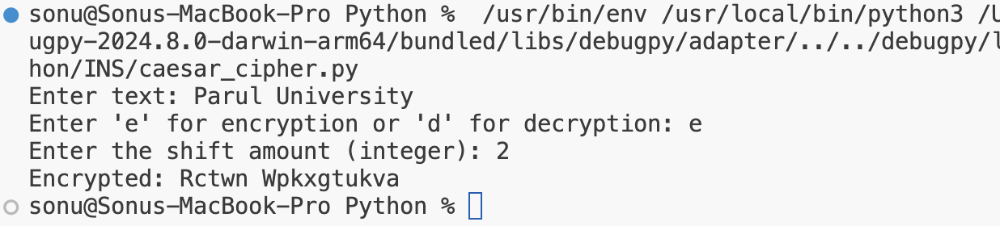 sonu@Sonus-MacBook-Pro Python %  /usr/bin/env /usr/local/bin/python3 /U
ugpy-2024.8.0-darwin-arm64/bundled/libs/debugpy/adapter/../../debugpy/l
hon/INS/caesar_cipher.py
Enter text: Parul University
Enter 'e' for encryption or 'd' for decryption: e
Enter the shift amount (integer): 2
Encrypted: Rctwn Wpkxgtukva
sonu@Sonus-MacBook-Pro Python %